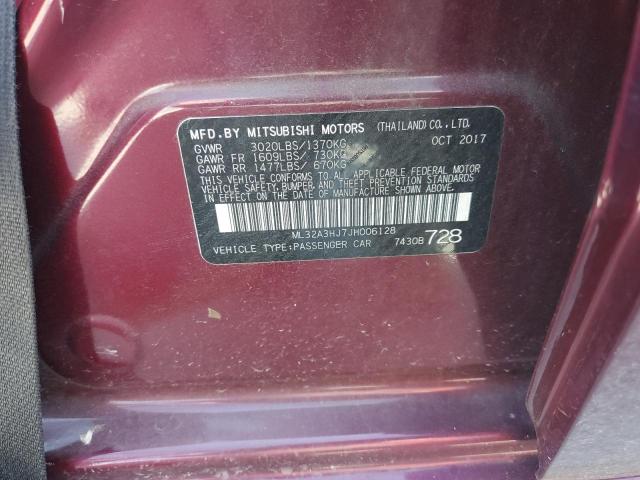 MFD.BY MITSUBISHI MOTORS (THAILAND) CO., LTD.
GVWR 3020LBS/1370KG OCT 2017
GAWR FR 1609LBS/ 730KG
GAWR RR 1477LBS/ 670KG
THIS VEHICLE CONFORMS TO ALL APPLICABLE FEDERAL MOTOR
VEHICLE SAFETY, BUMPER, AND THEFT PREVENTION STANDARDS
IN EFFECT ON THE DATE OF MANUFACTURE SHOWN ABOVE.
ML32A3HJ7JH006128
VEHICLE TYPE:PASSENGER CAR 7430B 728